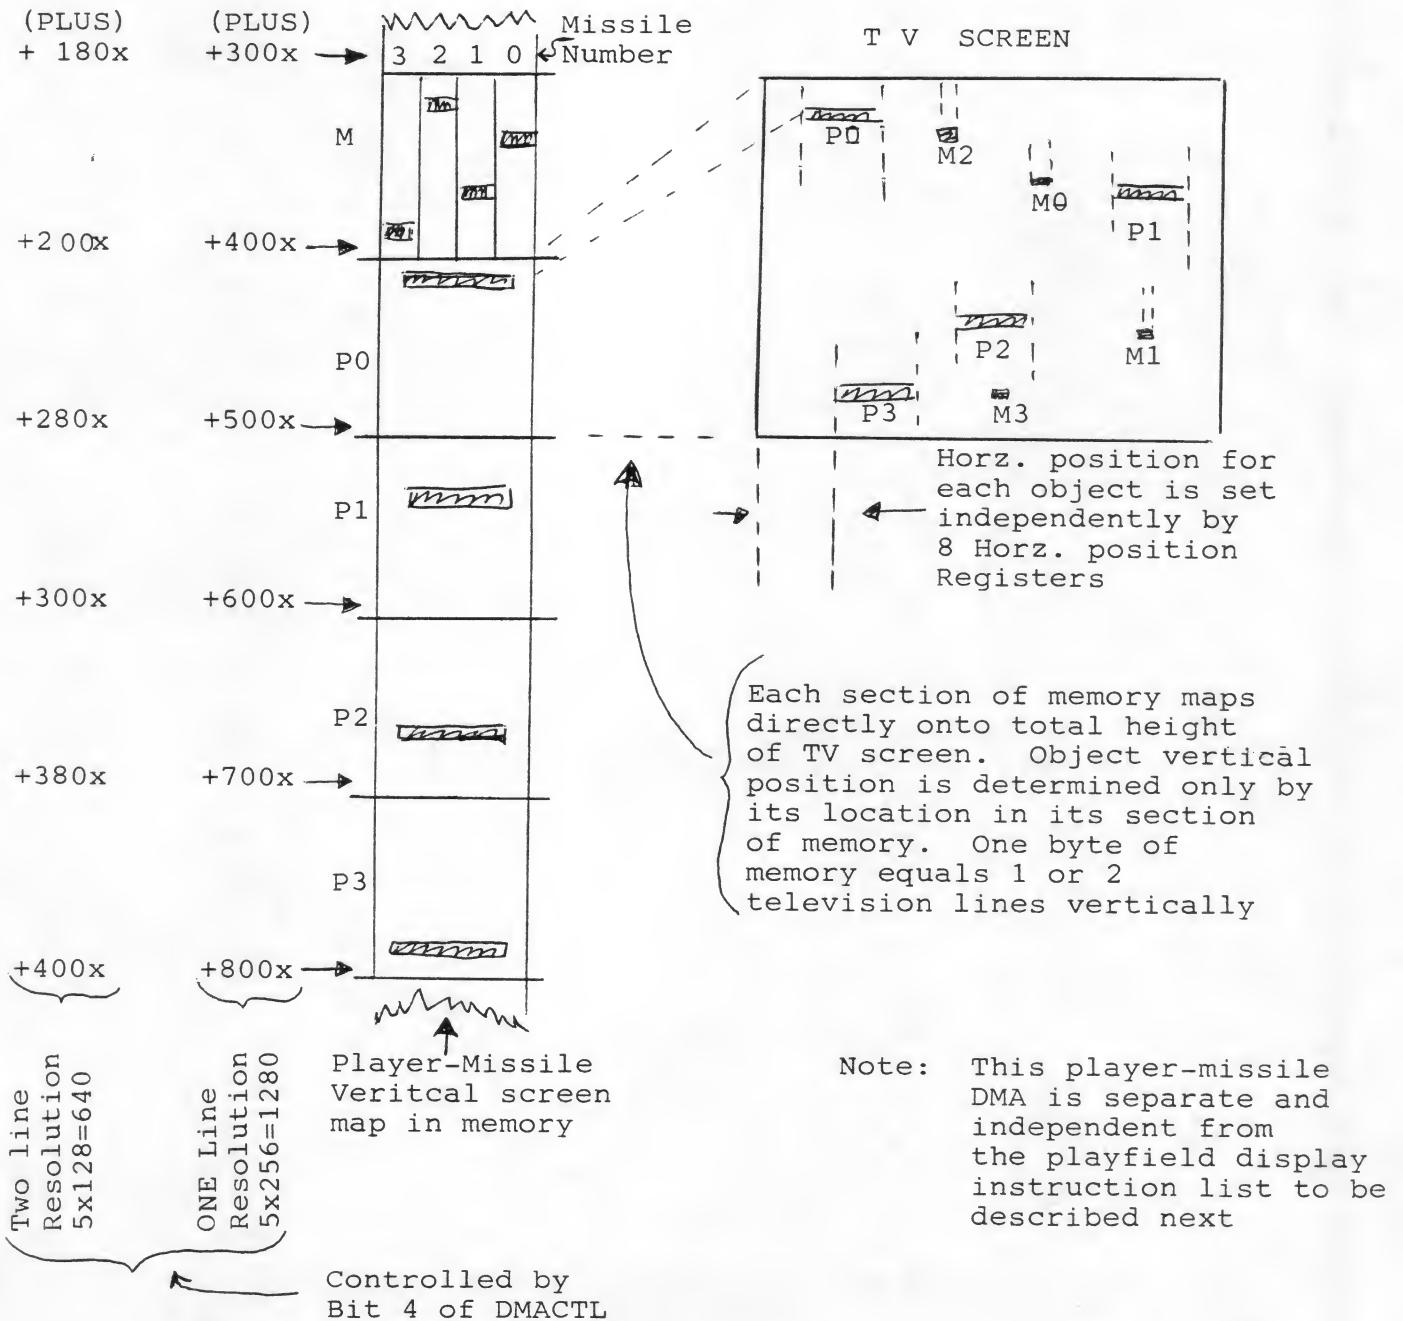 (PLUS) (PLUS)
+ 180x +300x
3 2 1 0
Missile
Number
T V SCREEN
M
P0
M2
M0
P1
P2
M1
P3
M3
+200x +400x
P0
+280x +500x
P1
+300x +600x
P2
+380x +700x
P3
+400x +800x
Horz. position for
each object is set
independently by
8 Horz. position
Registers
Each section of memory maps
directly onto total height
of TV screen. Object vertical
position is determined only by
its location in its section
of memory. One byte of
memory equals 1 or 2
television lines vertically
Two line
Resolution
5x128=640
ONE Line
Resolution
5x256=1280
Player-Missile
Veritcal screen
map in memory
Note: This player-missile
DMA is separate and
independent from
the playfield display
instruction list to be
described next
Controlled by
Bit 4 of DMACTL